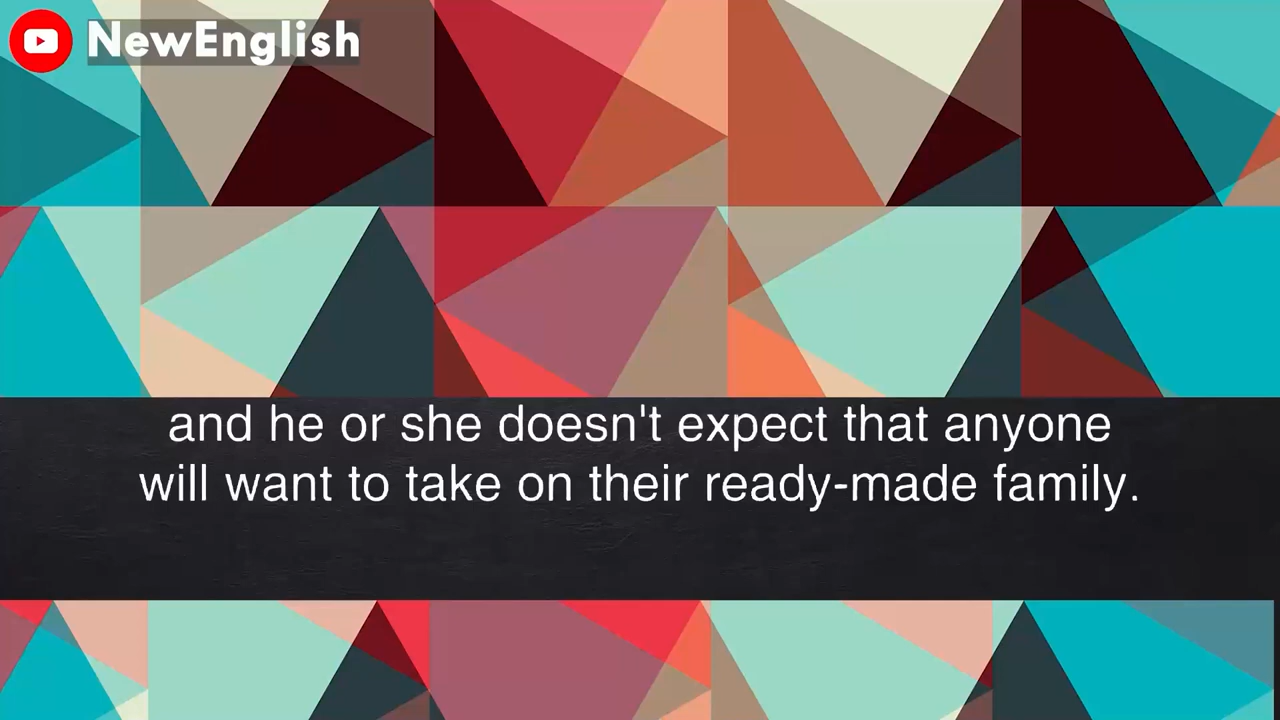 NewEnglish
and he or she doesn't expect that anyone
will want to take on their ready-made family.